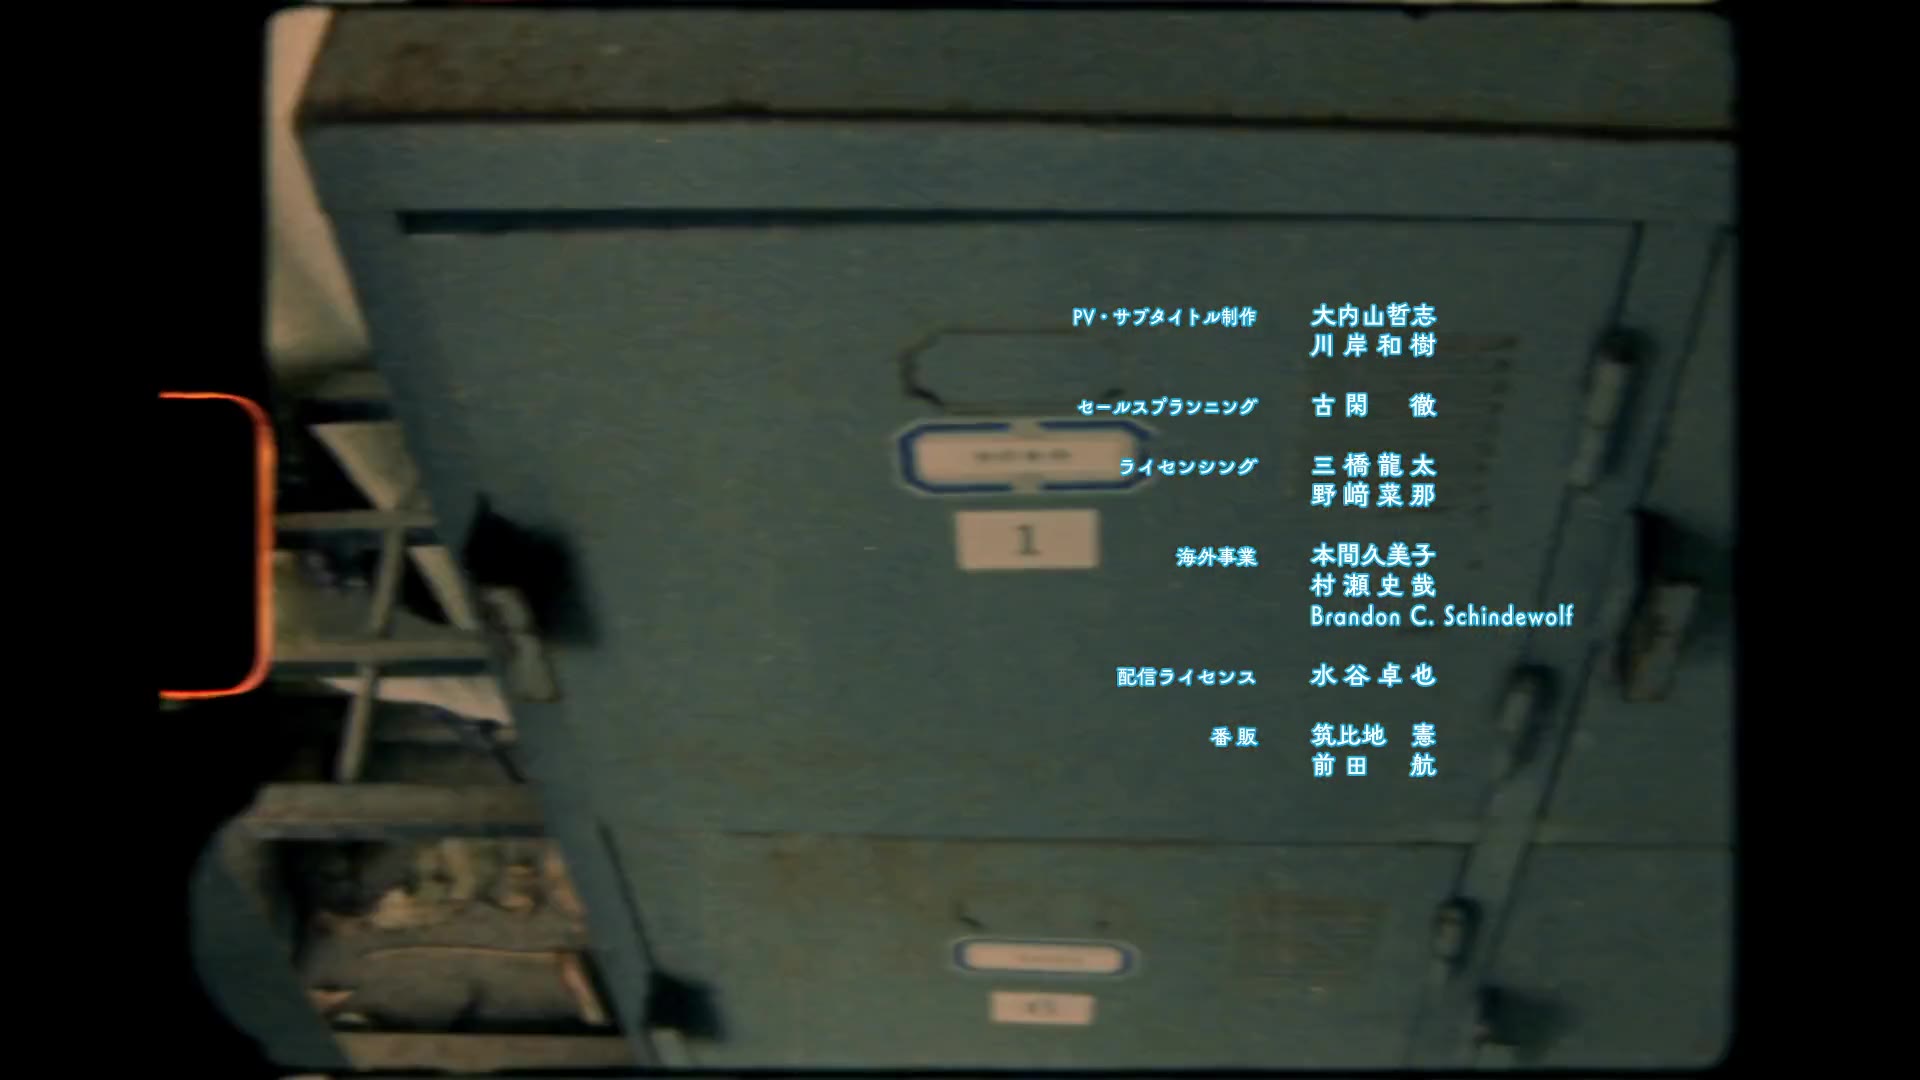 PV・サブタイトル制作 大内山哲志
川岸和樹
セールスプランニング 古閑 徹
ライセンシング 三橋龍太
野﨑菜那
海外事業 本間久美子
村瀬史哉
Brandon C. Schindewolf
配信ライセンス 水谷卓也
番販 筑比地 憲
前田 航
1